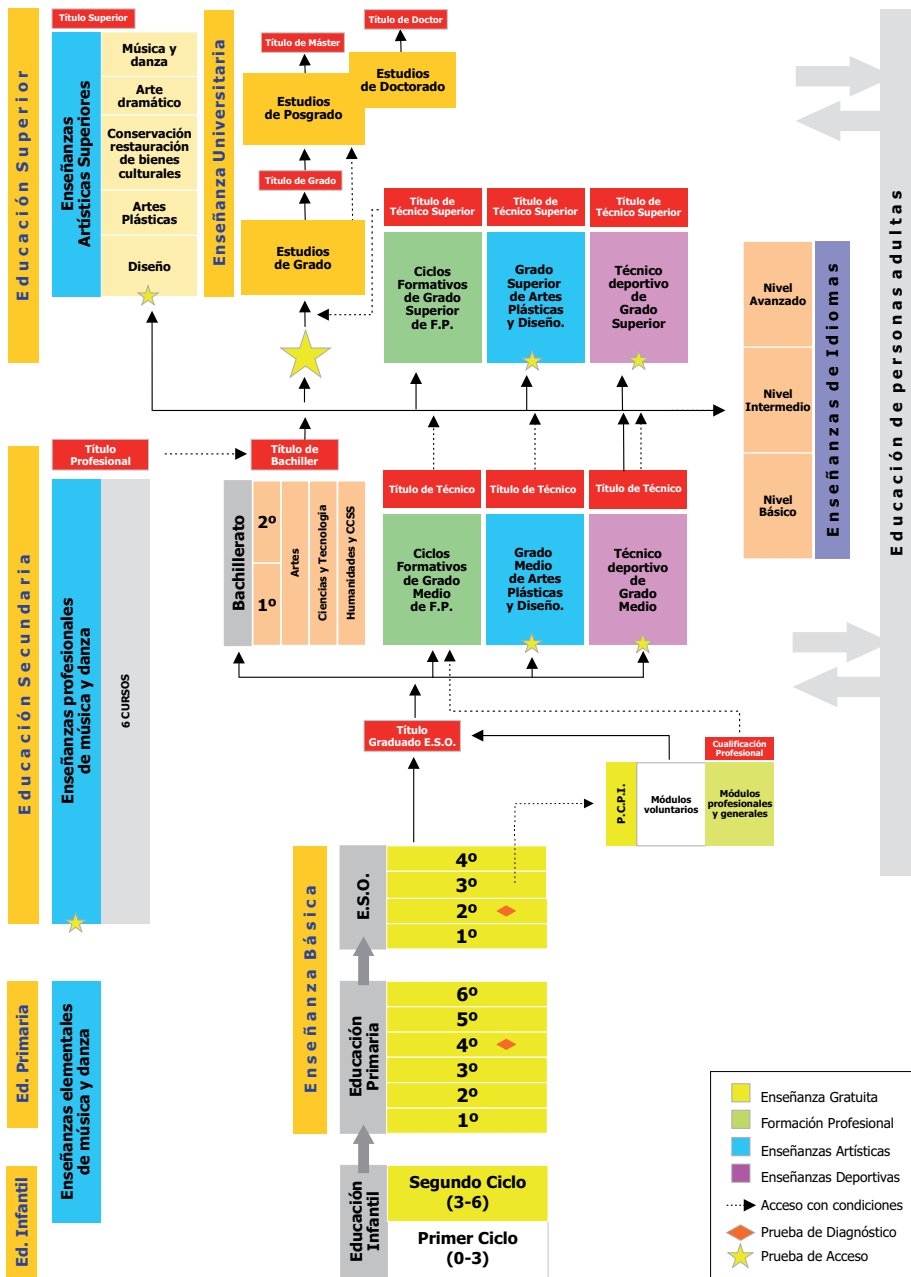 Educación Superior
Título Superior
Enseñanzas
Artísticas Superiores
Música y
danza
Arte
dramático
Conservación
restauración
de bienes
culturales
Artes
Plásticas
Diseño
Enseñanza Universitaria
Título de Máster
Título de Doctor
Estudios
de Posgrado
Estudios
de Doctorado
Título de Grado
Estudios
de Grado
Título de
Técnico Superior
Título de
Técnico Superior
Título de
Técnico Superior
Ciclos
Formativos
de Grado
Superior
de F.P.
Grado
Superior
de Artes
Plásticas
y Diseño.
Técnico
deportivo
de
Grado
Superior
Nivel
Avanzado
Nivel
Intermedio
Nivel
Básico
Enseñanzas de Idiomas
Educación de personas adultas
Educación Secundaria
Título
Profesional
Enseñanzas profesionales
de música y danza
6 CURSOS
Título de
Bachiller
Bachillerato
2º
1º
Artes
Ciencias y Tecnologia
Humanidades y CCSS
Título de Técnico
Título de Técnico
Título de Técnico
Ciclos
Formativos
de Grado
Medio
de F.P.
Grado
Medio
de Artes
Plásticas
y Diseño.
Técnico
deportivo
de
Grado
Medio
Título
Graduado E.S.O.
Cualificación
Profesional
P.C.P.I.
Módulos
voluntarios
Módulos
profesionales
y generales
Enseñanza Básica
E.S.O.
4º
3º
2º
1º
Ed. Primaria
Enseñanzas elementales
de música y danza
Educación
Primaria
6º
5º
4º
3º
2º
1º
Ed. Infantil
Educación
Infantil
Segundo Ciclo
(3-6)
Primer Ciclo
(0-3)
Enseñanza Gratuita
Formación Profesional
Enseñanzas Artísticas
Enseñanzas Deportivas
Acceso con condiciones
Prueba de Diagnóstico
Prueba de Acceso